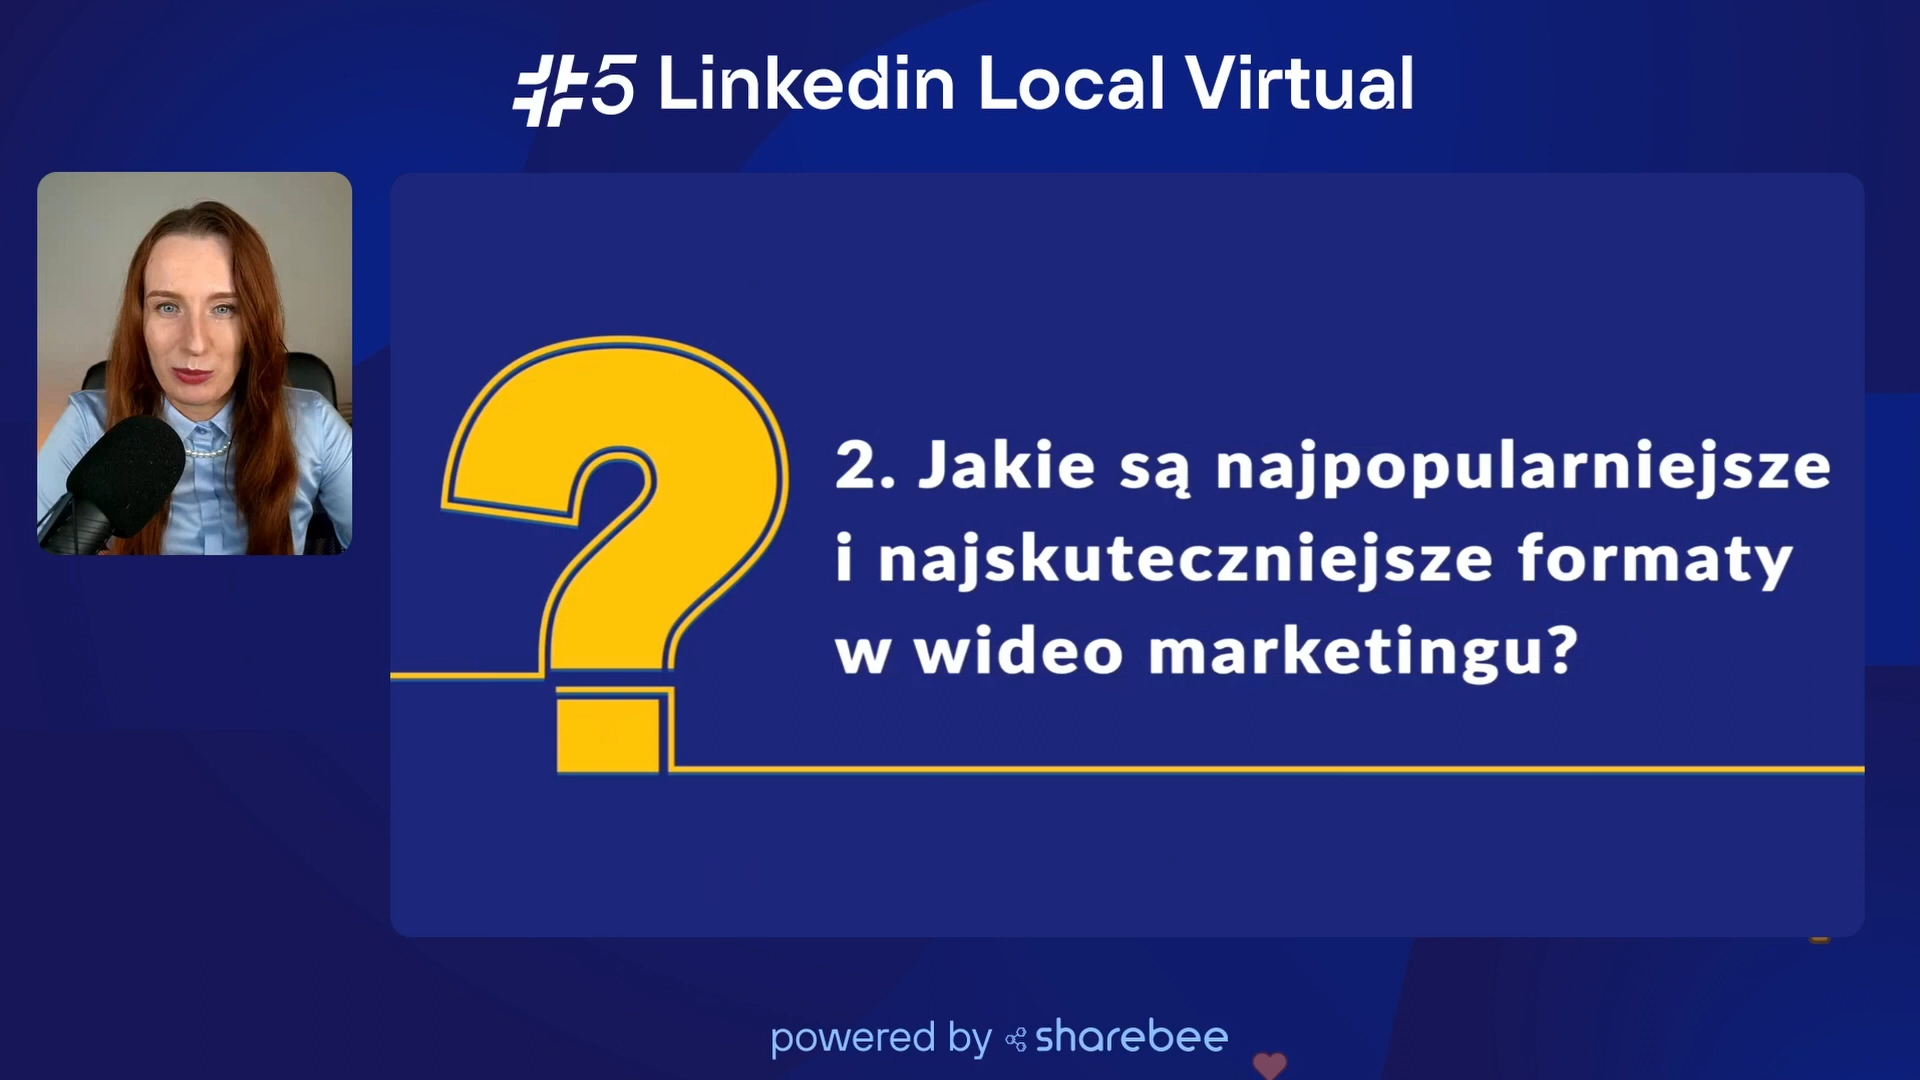 #5 Linkedin Local Virtual
2. Jakie są najpopularniejsze
i najskuteczniejsze formaty
w wideo marketingu?
powered by sharebee